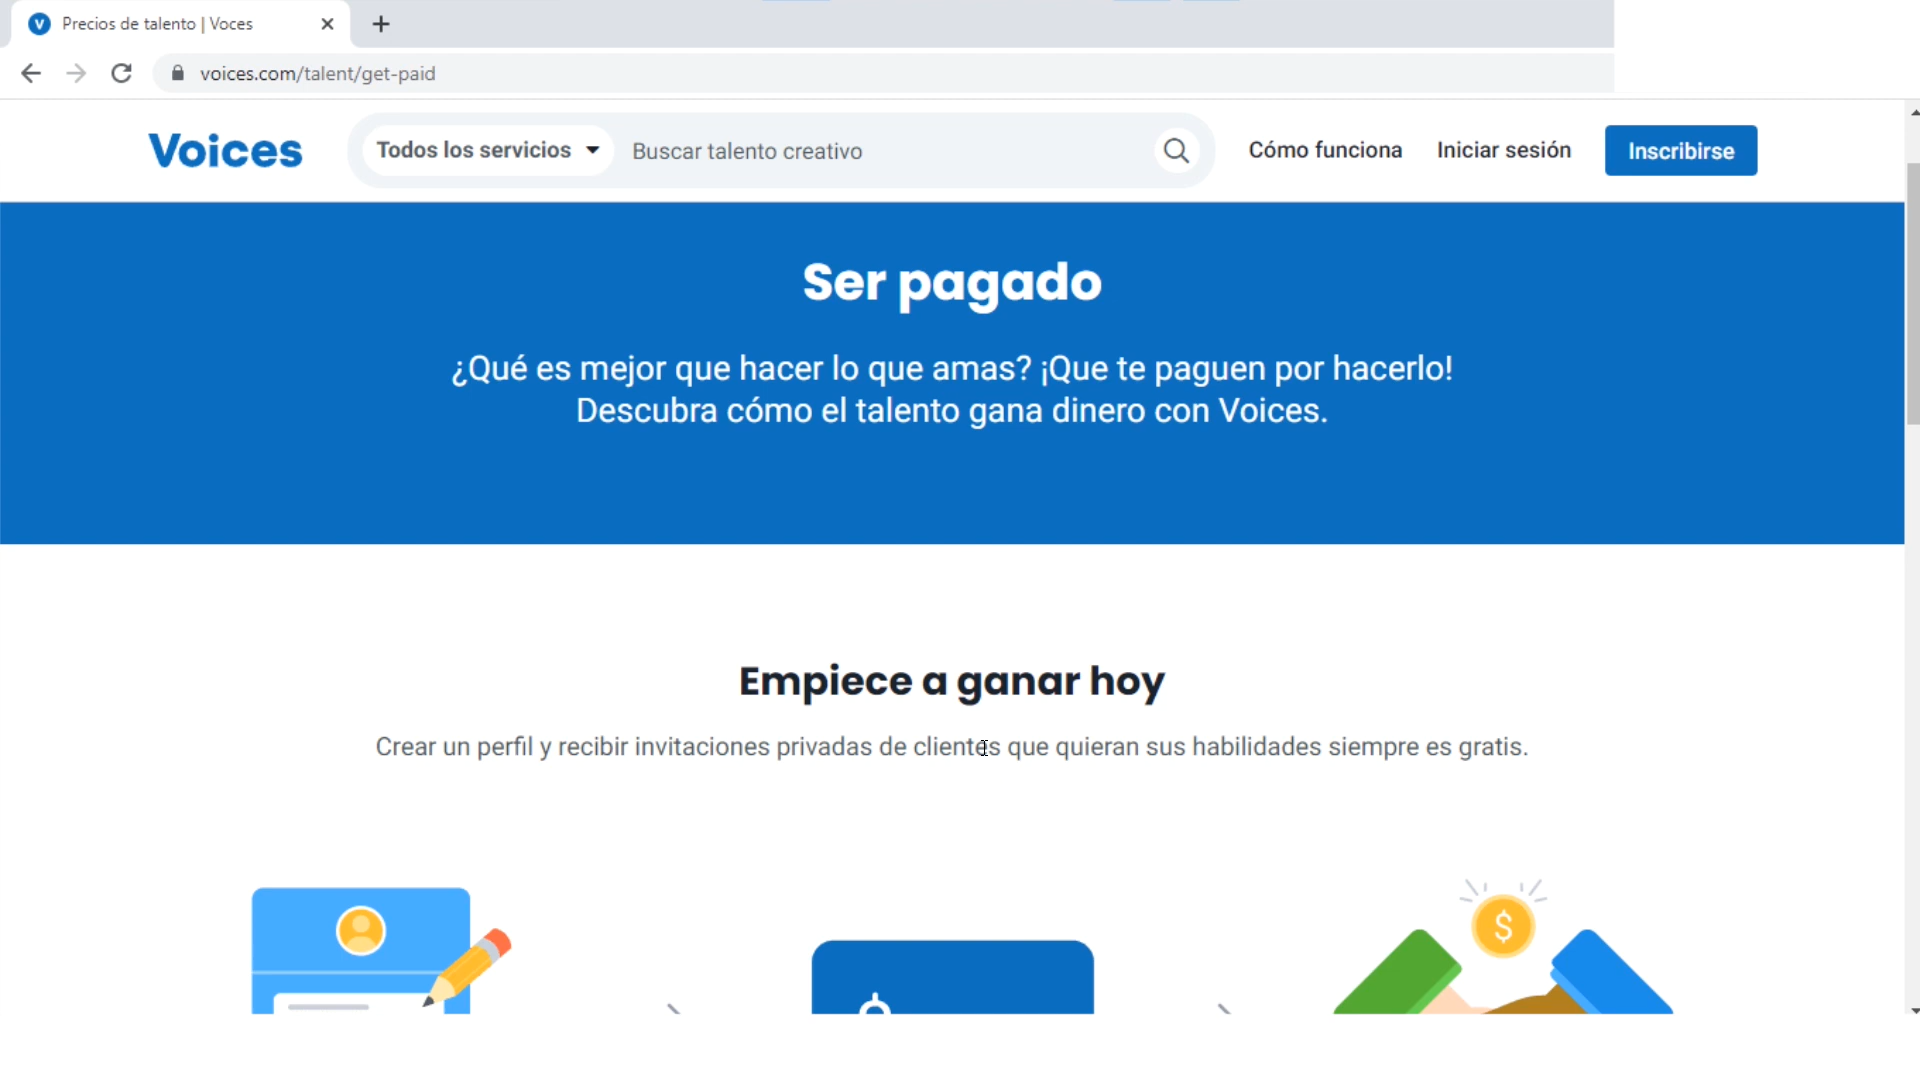 V Precios de talento | Voces
voices.com/talent/get-paid
Voices
Todos los servicios
Buscar talento creativo
Cómo funciona
Iniciar sesión
Inscribirse
Ser pagado
¿Qué es mejor que hacer lo que amas? ¡Que te paguen por hacerlo!
Descubra cómo el talento gana dinero con Voices.
Empiece a ganar hoy
Crear un perfil y recibir invitaciones privadas de clientes que quieran sus habilidades siempre es gratis.
$